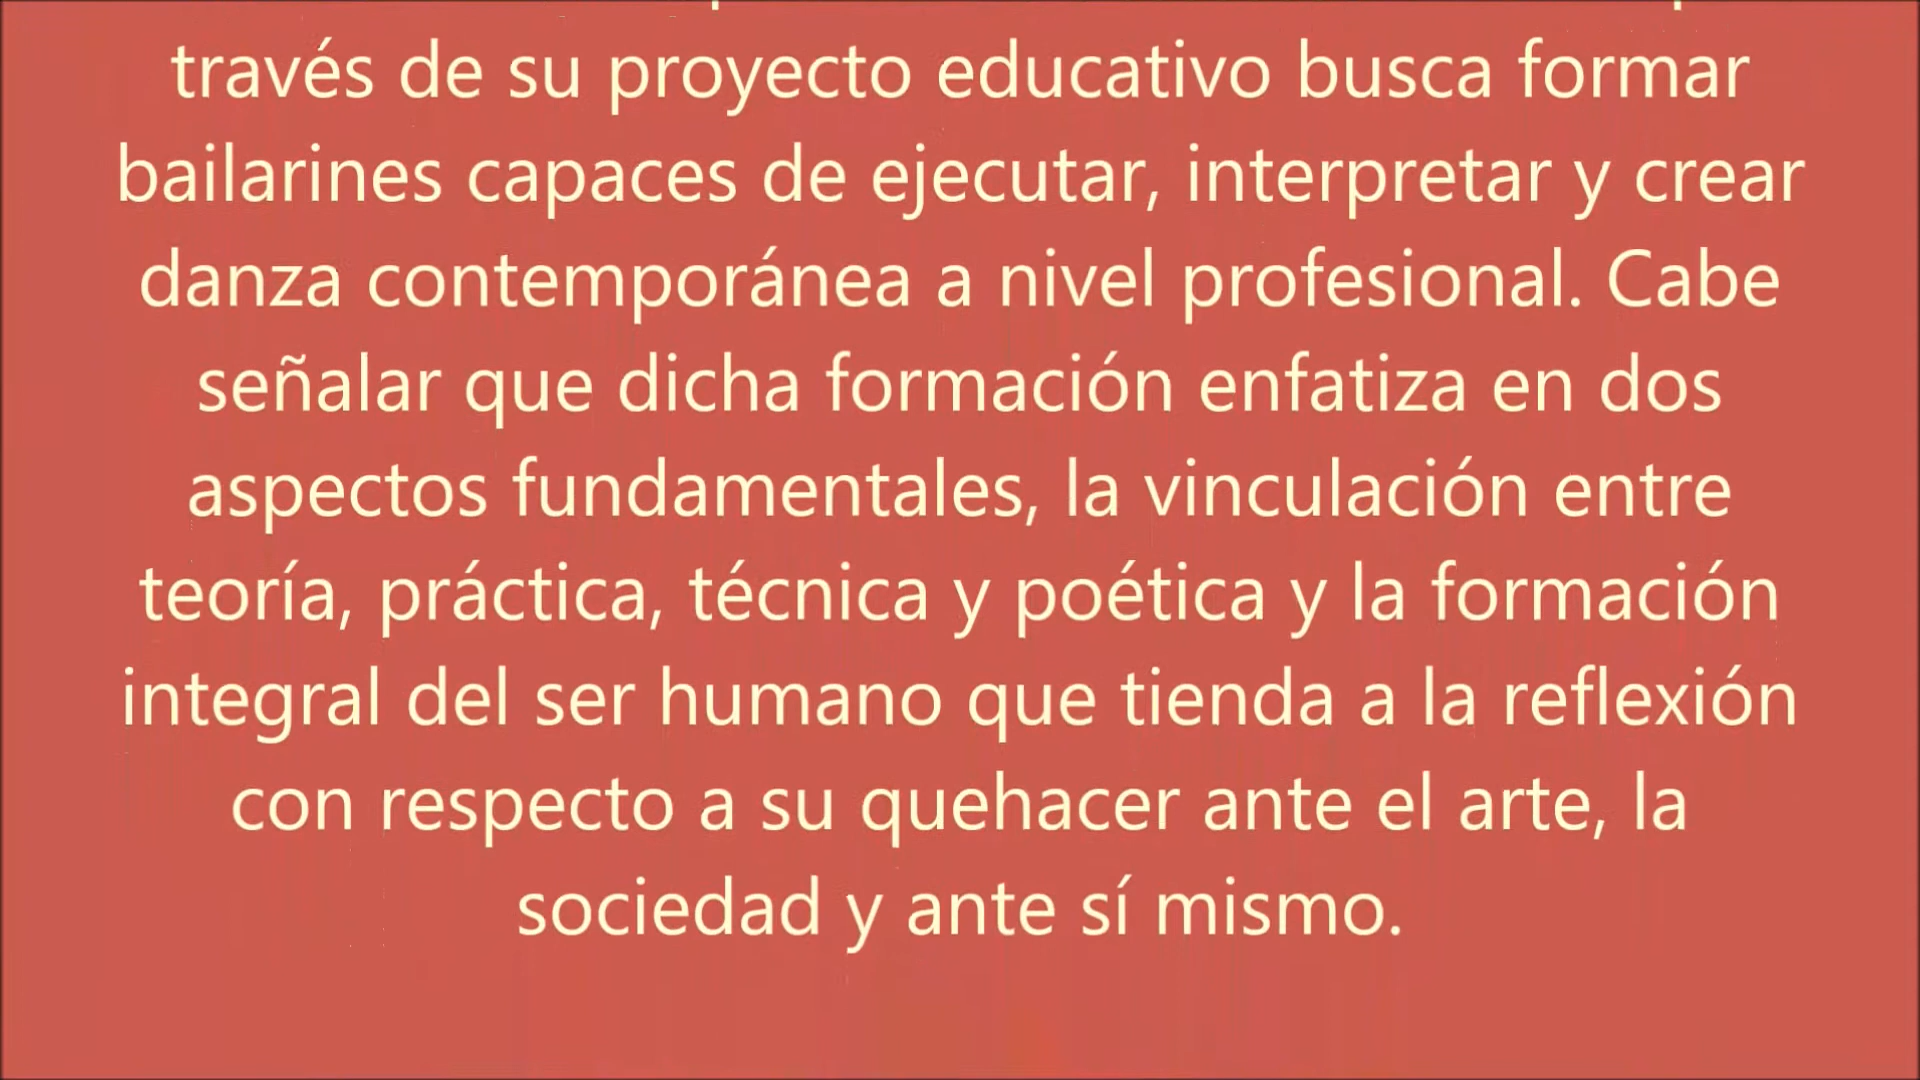 través de su proyecto educativo busca formar
bailarines capaces de ejecutar, interpretar y crear
danza contemporánea a nivel profesional. Cabe
señalar que dicha formación enfatiza en dos
aspectos fundamentales, la vinculación entre
teoría, práctica, técnica y poética y la formación
integral del ser humano que tienda a la reflexión
con respecto a su quehacer ante el arte, la
sociedad y ante sí mismo.